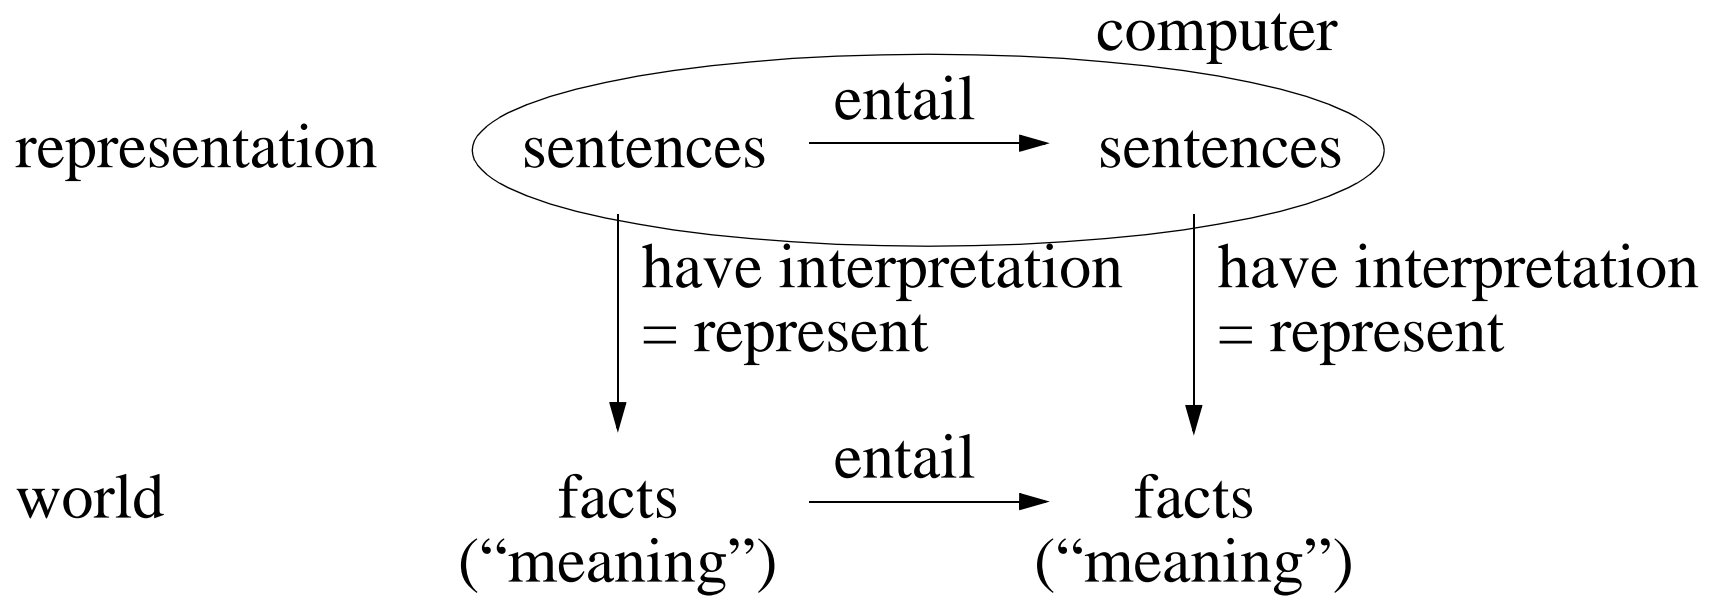 computer
entail
representation sentences sentences
have interpretation have interpretation
= represent = represent
entail
world facts facts
(“meaning”) (“meaning”)